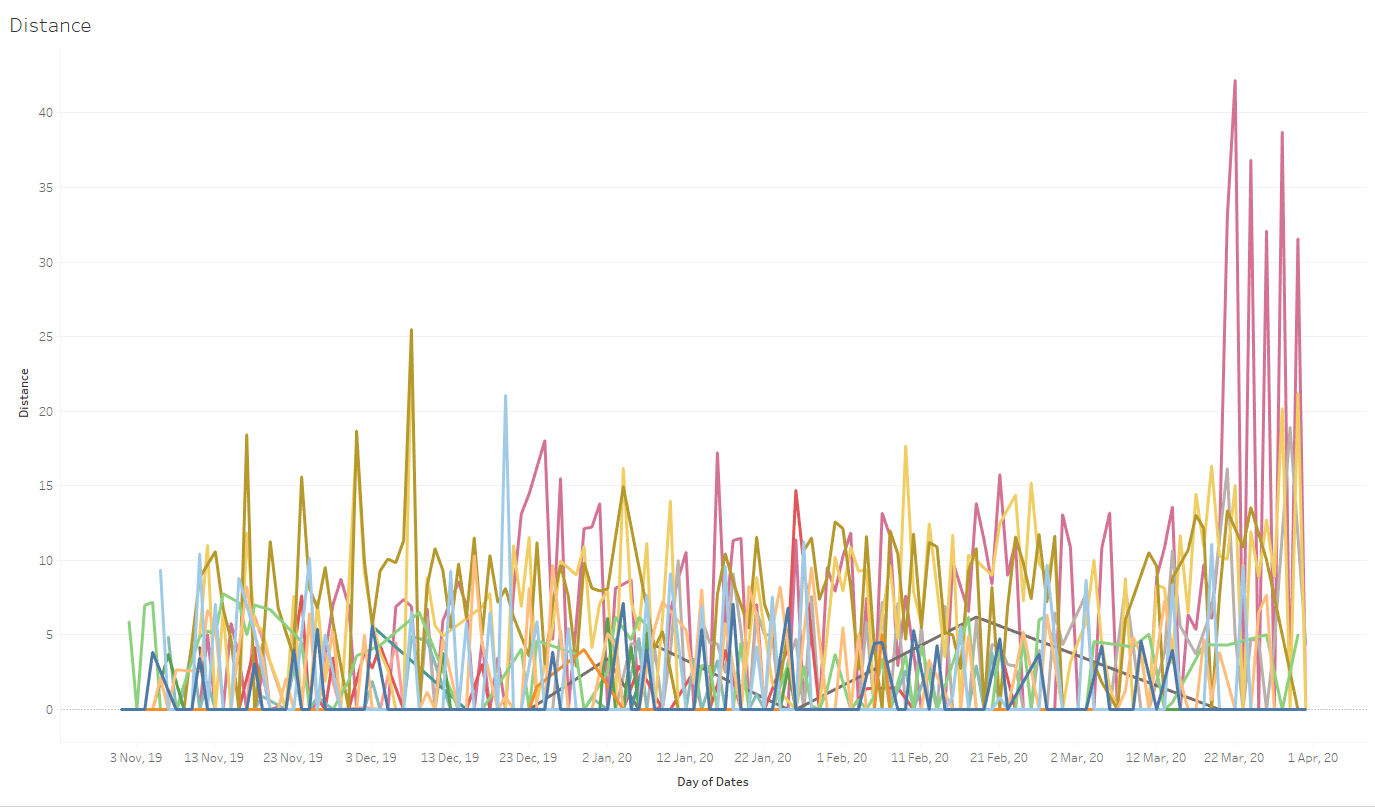 Distance
40
35
30
25
20
15
10
5
0
Distance
3 Nov, 19 13 Nov, 19 23 Nov, 19 3 Dec, 19 13 Dec, 19 23 Dec, 19 2 Jan, 20 12 Jan, 20 22 Jan, 20 1 Feb, 20 11 Feb, 20 21 Feb, 20 2 Mar, 20 12 Mar, 20 22 Mar, 20 1 Apr, 20
Day of Dates